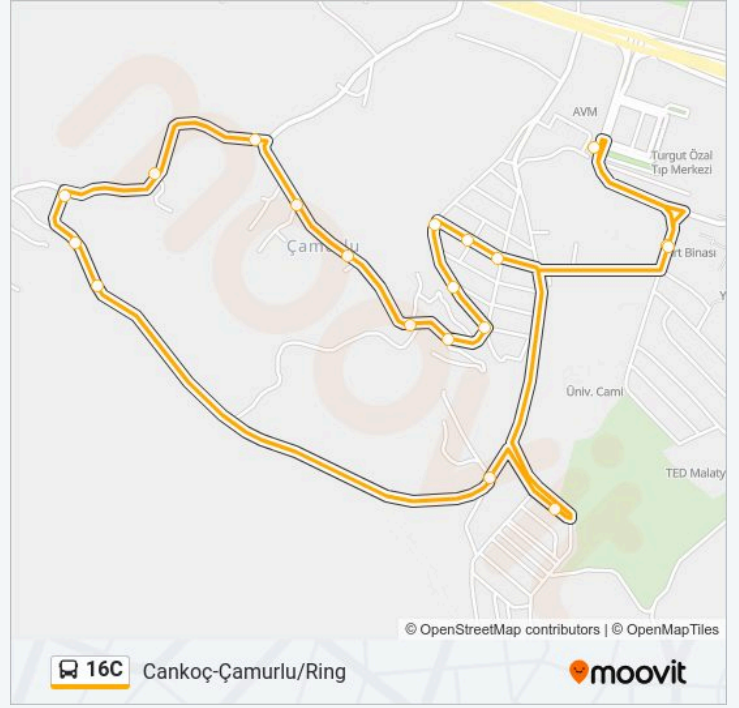 AVM
Turgut Özal
Tıp Merkezi
Çamurlu
rt Binası
Y
Üniv. Cami
TED Malaty
© OpenStreetMap contributors | © OpenMapTiles
16C Cankoç-Çamurlu/Ring
moovit